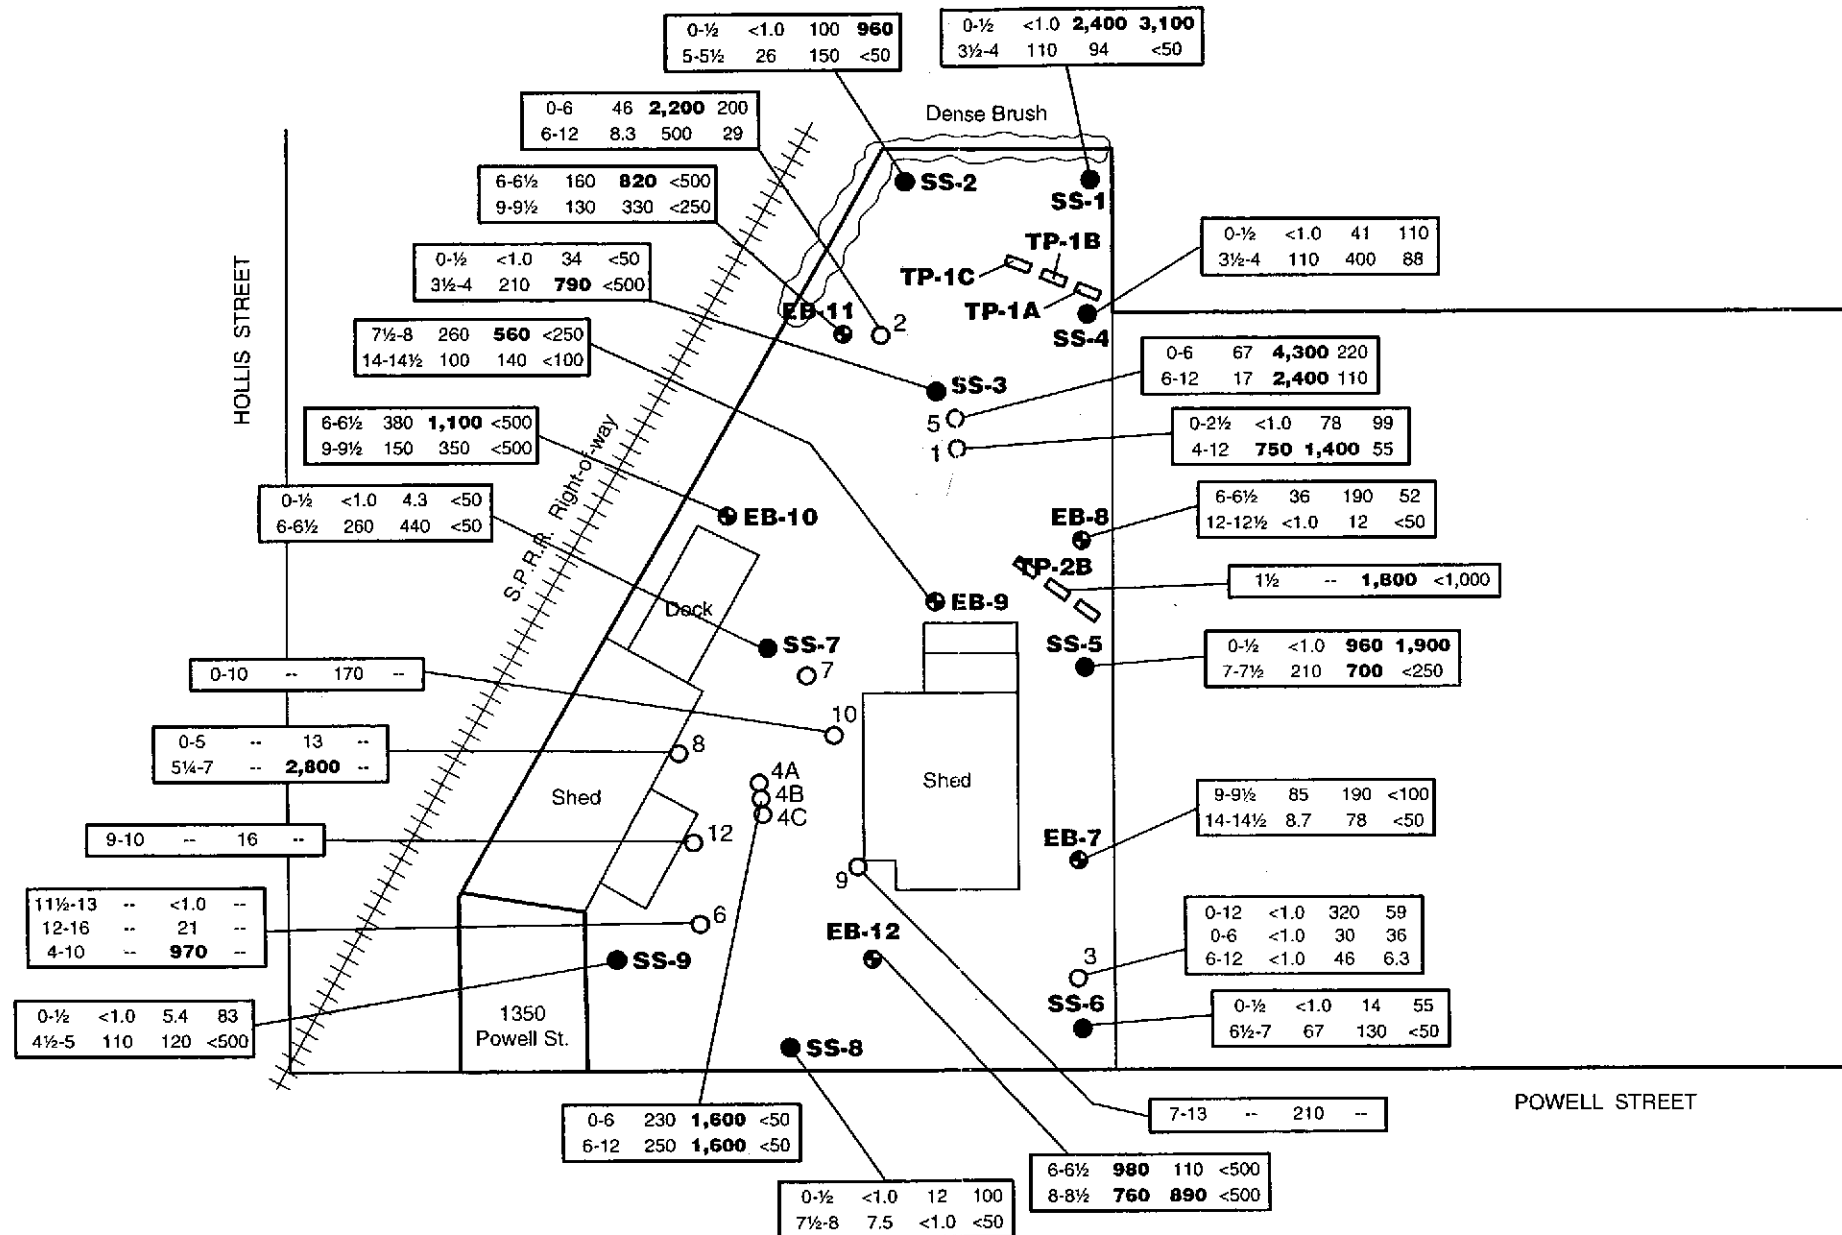 0-½ <1.0 100 960
5-5½ 26 150 <50
0-½ <1.0 2,400 3,100
3½-4 110 94 <50
0-6 46 2,200 200
6-12 8.3 500 29
Dense Brush
6-6½ 160 820 <500
9-9½ 130 330 <250
SS-2
SS-1
0-½ <1.0 41 110
3½-4 110 400 88
TP-1B
TP-1C
TP-1A
0-½ <1.0 34 <50
3½-4 210 790 <500
EB-11
2
SS-4
HOLLIS STREET
7½-8 260 560 <250
14-14½ 100 140 <100
0-6 67 4,300 220
6-12 17 2,400 110
SS-3
5
1
6-6½ 380 1,100 <500
9-9½ 150 350 <500
0-2½ <1.0 78 99
4-12 750 1,400 55
S.P.R.R. Right-of-way
0-½ <1.0 4.3 <50
6-6½ 260 440 <50
EB-10
EB-8
6-6½ 36 190 52
12-12½ <1.0 12 <50
TP-2B
1½ -- 1,800 <1,000
Dock
EB-9
SS-7
7
SS-5
0-½ <1.0 960 1,900
7-7½ 210 700 <250
0-10 -- 170 --
10
0-5 -- 13 --
5¼-7 -- 2,800 --
8
4A
4B
4C
Shed
Shed
9-9½ 85 190 <100
14-14½ 8.7 78 <50
9-10 -- 16 --
12
EB-7
9
11½-13 -- <1.0 --
12-16 -- 21 --
4-10 -- 970 --
6
EB-12
0-12 <1.0 320 59
0-6 <1.0 30 36
6-12 <1.0 46 6.3
3
SS-9
SS-6
0-½ <1.0 5.4 83
4½-5 110 120 <500
0-½ <1.0 14 55
6½-7 67 130 <50
1350
Powell St.
SS-8
POWELL STREET
7-13 -- 210 --
0-6 230 1,600 <50
6-12 250 1,600 <50
6-6½ 980 110 <500
8-8½ 760 890 <500
0-½ <1.0 12 100
7½-8 7.5 <1.0 <50